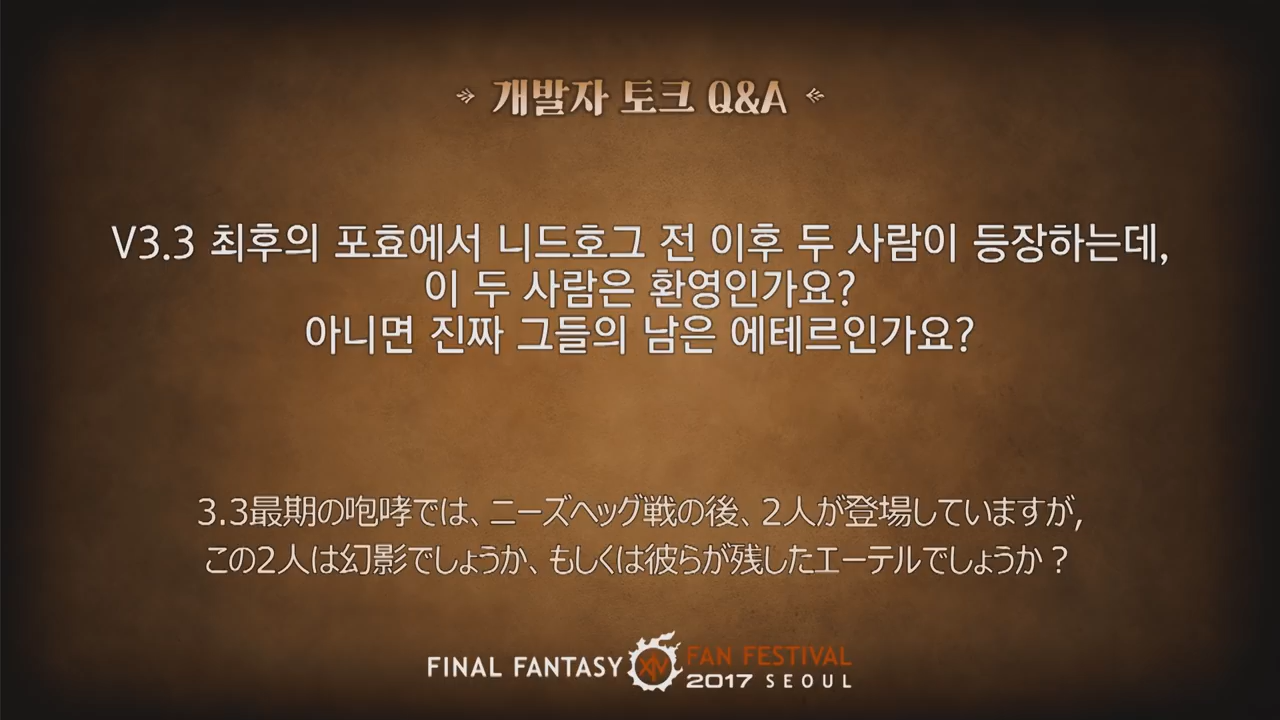 개발자 토크 Q&A
V3.3 최후의 포효에서 니드호그 전 이후 두 사람이 등장하는데,
이 두 사람은 환영인가요?
아니면 진짜 그들의 남은 에테르인가요?
3.3最期の咆哮では、ニーズヘッグ戦の後、2人が登場していますが,
この2人は幻影でしょうか、もしくは彼らが残したエーテルでしょうか？
FINAL FANTASY XIV FAN FESTIVAL
2017 SEOUL